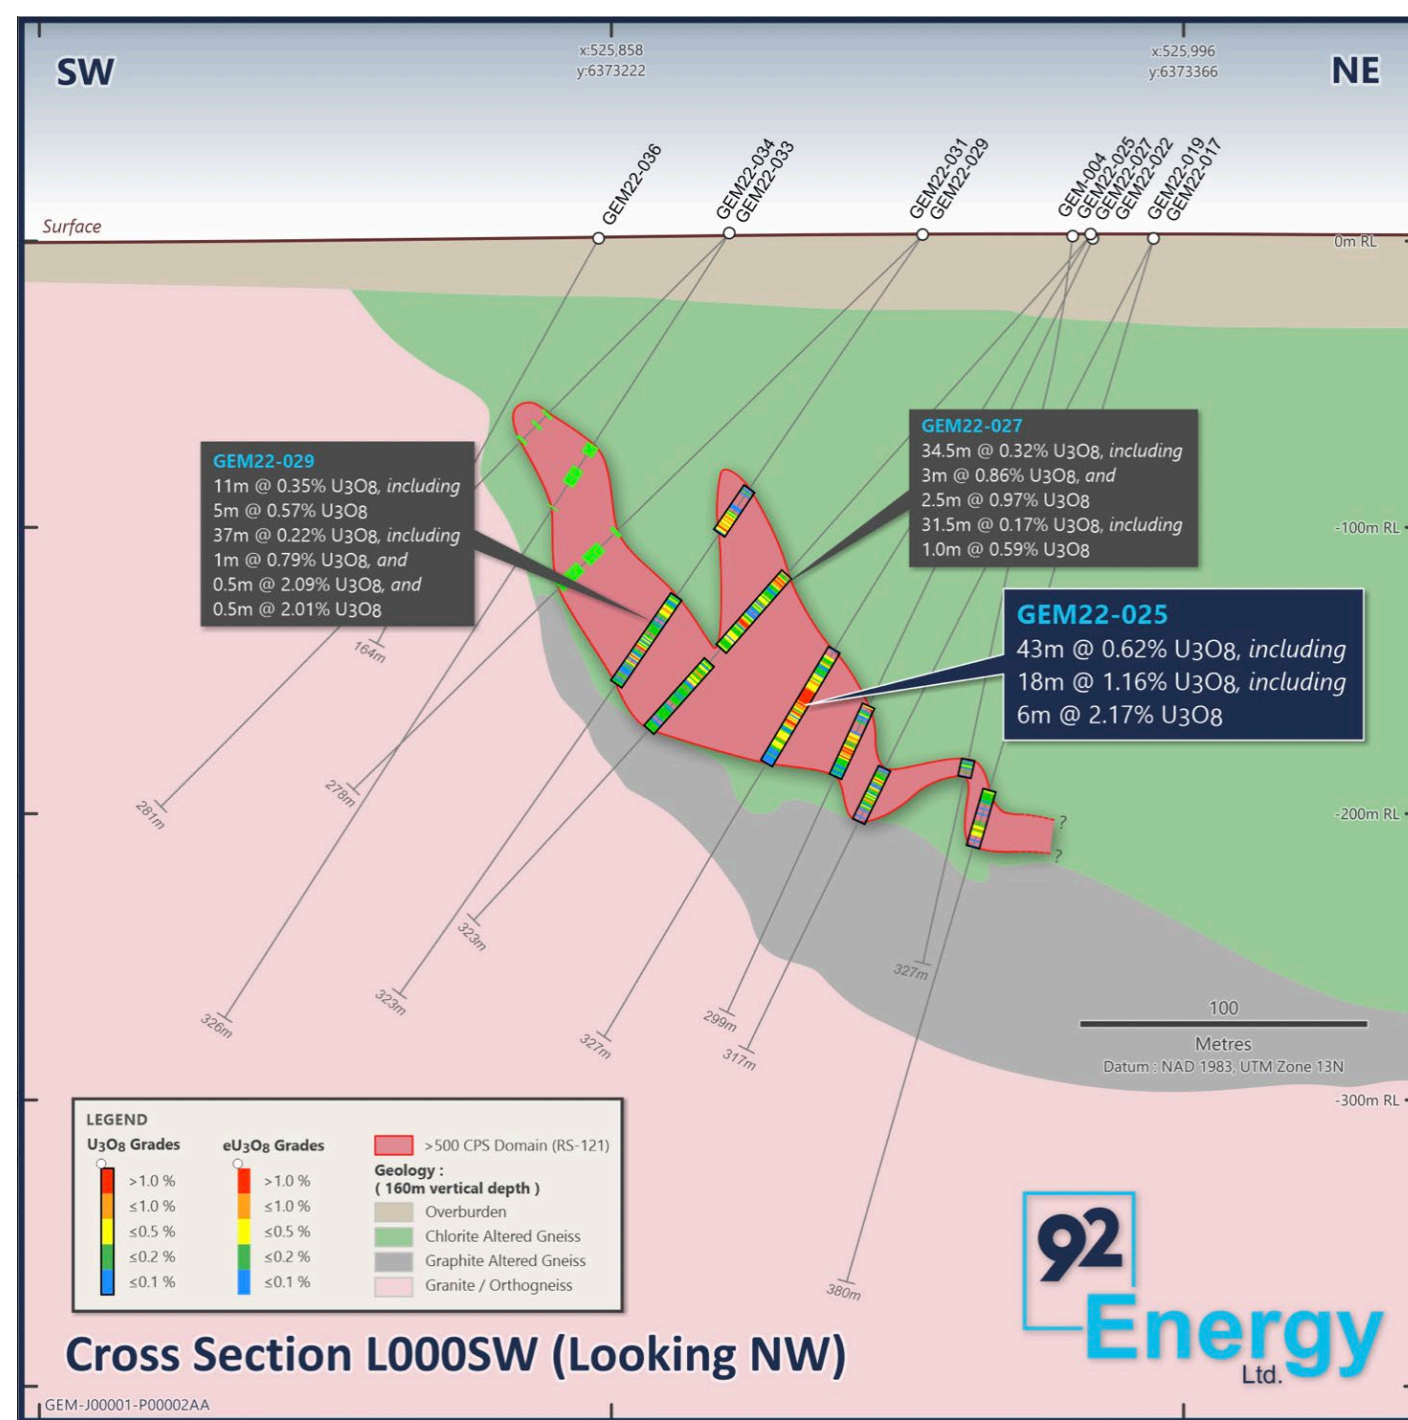 SW
x:525,858
y:6373222
x:525,996
y:6373366
NE
GEM22-036
GEM22-034
GEM22-033
GEM22-031
GEM22-029
GEM-004
GEM22-025
GEM22-027
GEM22-022
GEM22-019
GEM22-017
Surface
0m RL
GEM22-029
11m @ 0.35% U3O8, including
5m @ 0.57% U3O8
37m @ 0.22% U3O8, including
1m @ 0.79% U3O8, and
0.5m @ 2.09% U3O8, and
0.5m @ 2.01% U3O8
GEM22-027
34.5m @ 0.32% U3O8, including
3m @ 0.86% U3O8, and
2.5m @ 0.97% U3O8
31.5m @ 0.17% U3O8, including
1.0m @ 0.59% U3O8
-100m RL
GEM22-025
43m @ 0.62% U3O8, including
18m @ 1.16% U3O8, including
6m @ 2.17% U3O8
164m
281m
278m
-200m RL
?
?
323m
327m
326m
323m
299m
327m
317m
100
Metres
Datum : NAD 1983, UTM Zone 13N
-300m RL
380m
LEGEND
U3O8 Grades
>1.0 %
≤1.0 %
≤0.5 %
≤0.2 %
≤0.1 %
eU3O8 Grades
>1.0 %
≤1.0 %
≤0.5 %
≤0.2 %
≤0.1 %
>500 CPS Domain (RS-121)
Geology :
( 160m vertical depth )
Overburden
Chlorite Altered Gneiss
Graphite Altered Gneiss
Granite / Orthogneiss
92
Energy
Ltd.
Cross Section L000SW (Looking NW)
GEM-J00001-P00002AA